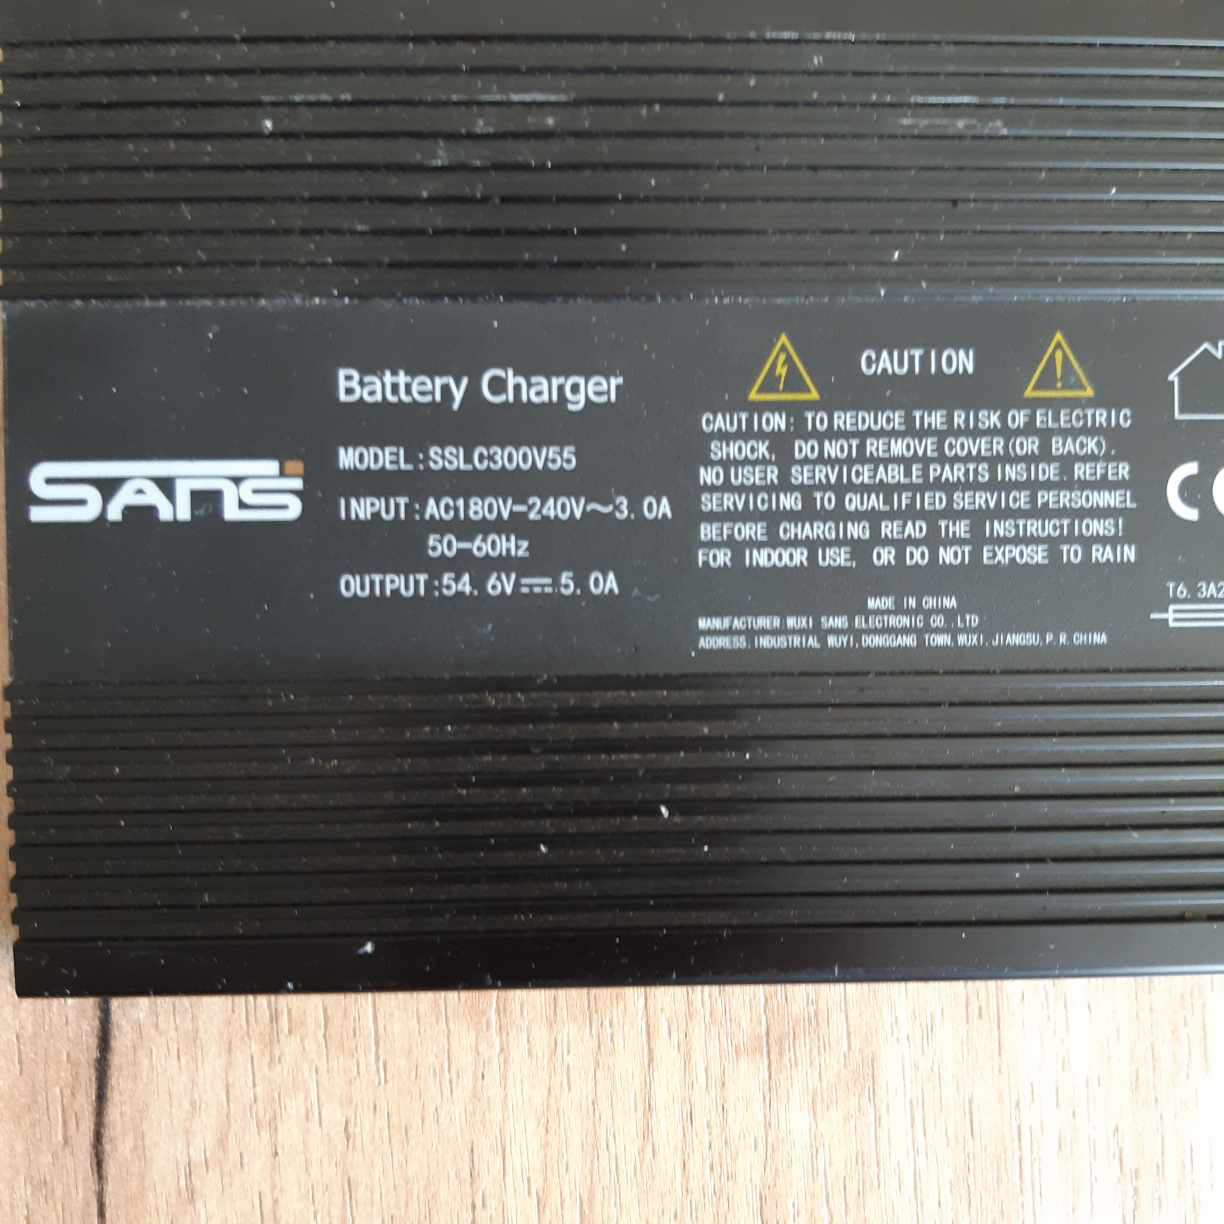 SANS
Battery Charger
MODEL:SSLC300V55
INPUT:AC180V-240V~3.0A
50-60Hz
OUTPUT:54.6V⎓5.0A
CAUTION
CAUTION: TO REDUCE THE RISK OF ELECTRIC
SHOCK, DO NOT REMOVE COVER(OR BACK).
NO USER SERVICEABLE PARTS INSIDE. REFER
SERVICING TO QUALIFIED SERVICE PERSONNEL
BEFORE CHARGING READ THE INSTRUCTIONS!
FOR INDOOR USE, OR DO NOT EXPOSE TO RAIN
MADE IN CHINA
MANUFACTURER:WUXI SANS ELECTRONIC CO.,LTD
ADDRESS:INDUSTRIAL WUYI,DONGGANG TOWN,WUXI,JIANGSU,P.R.CHINA
T6.3A2